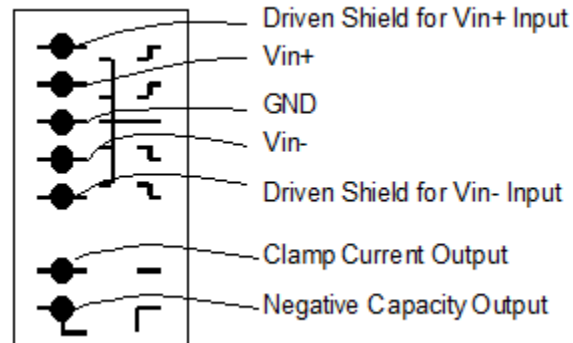 Driven Shield for Vin+ Input
Vin+
GND
Vin-
Driven Shield for Vin- Input
Clamp Current Output
Negative Capacity Output